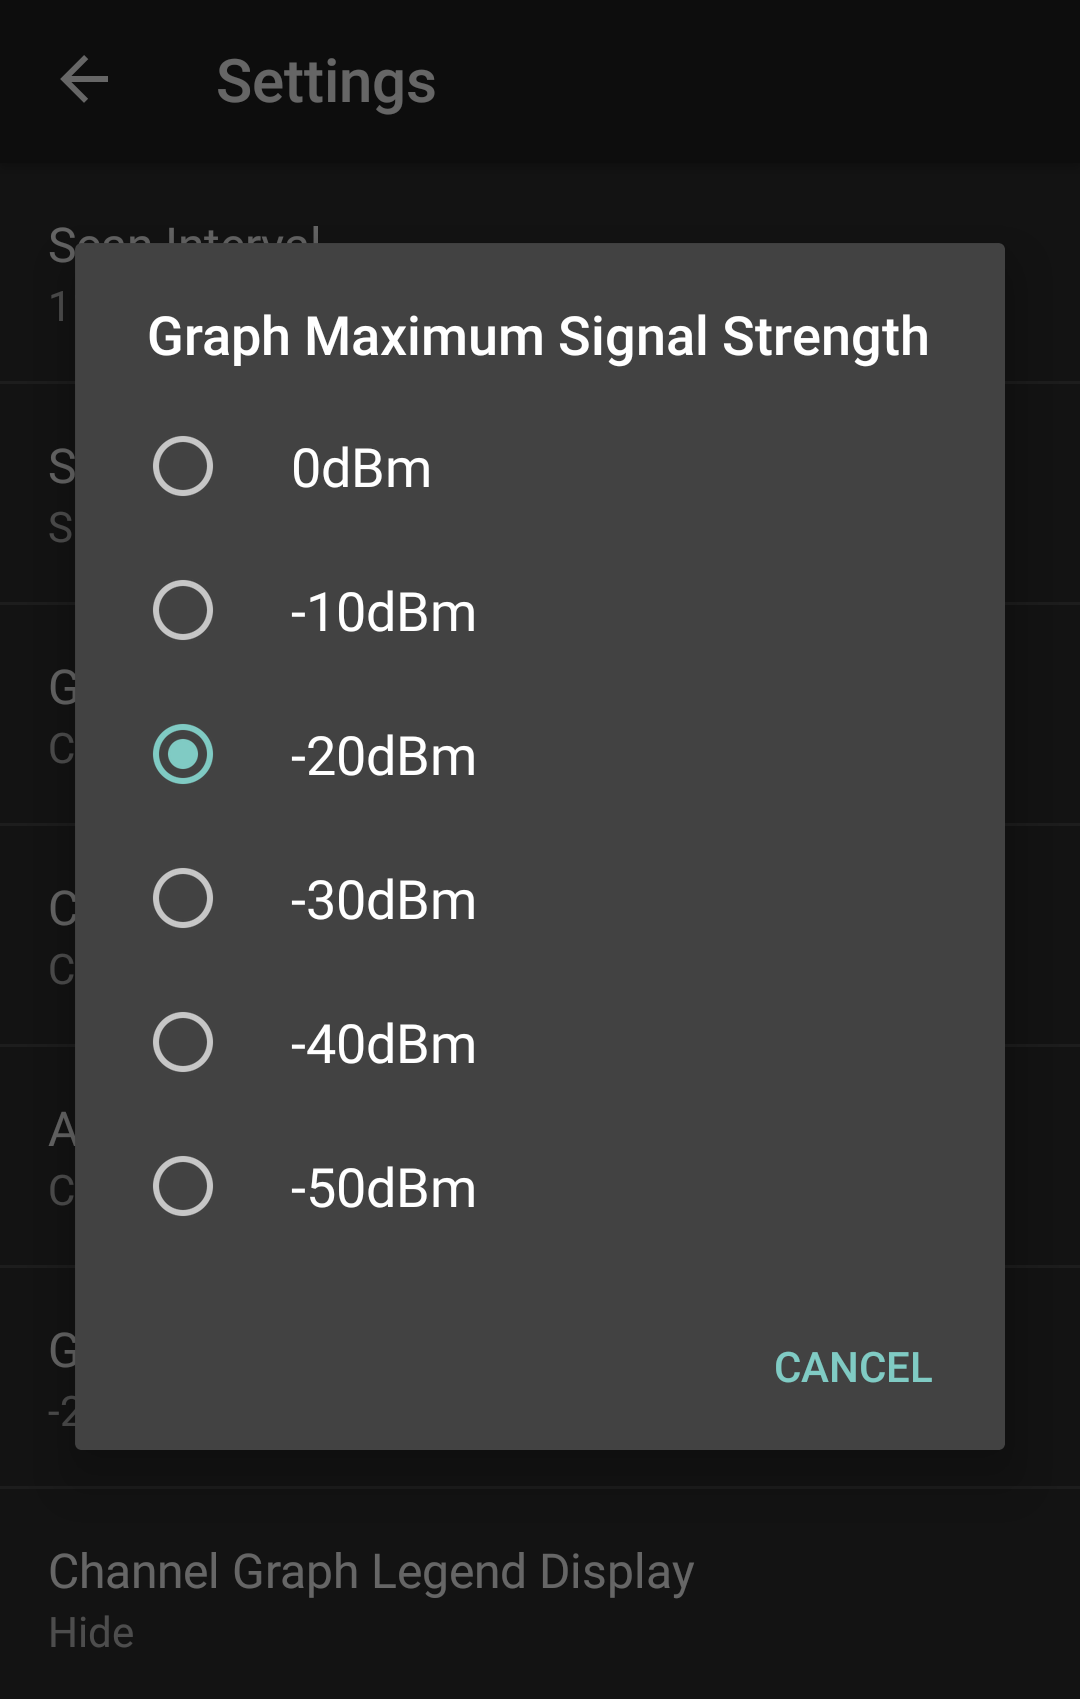 Settings
Scan Interval
1
Graph Maximum Signal Strength
0dBm
-10dBm
-20dBm
-30dBm
-40dBm
-50dBm
CANCEL
Channel Graph Legend Display
Hide